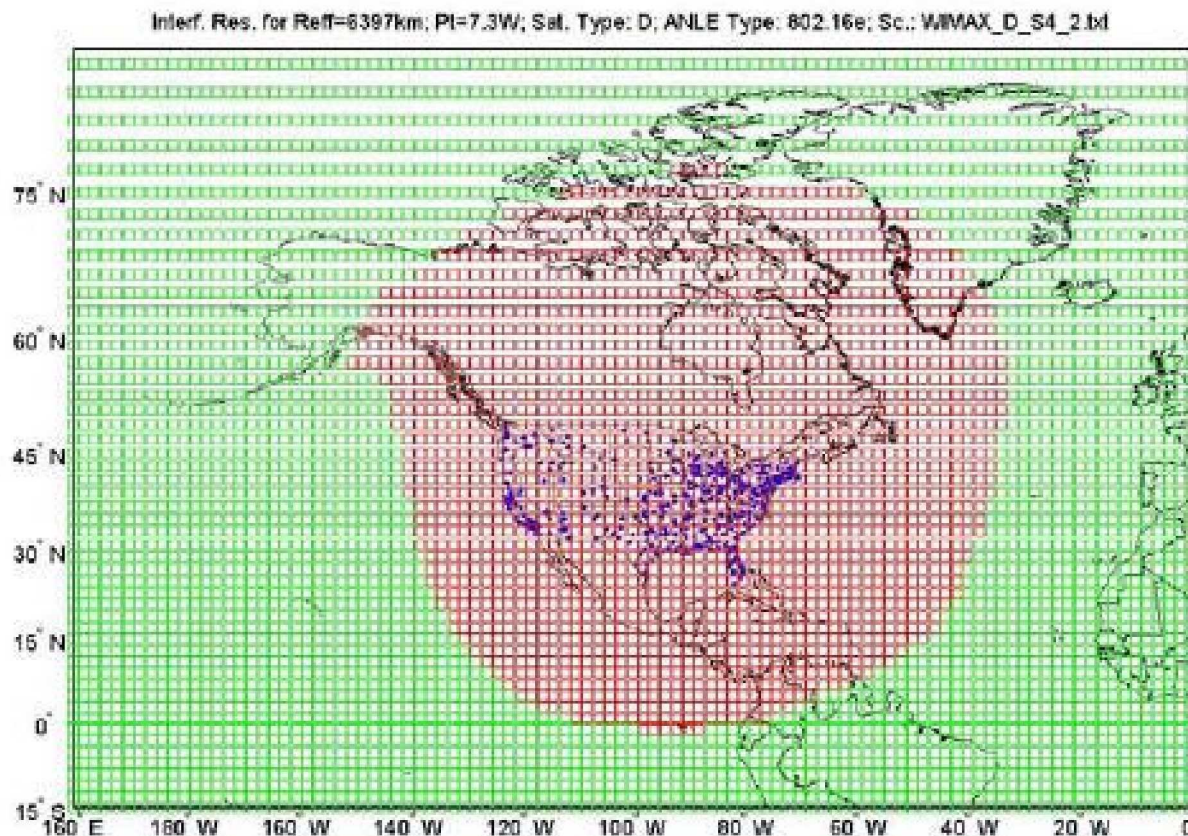 Interf. Res. for Reff=6397km; Pt=7.3W; Sat. Type: D; ANLE Type: 802.16e; Sc.: WIMAX_D_S4_2.txt
75° N
60° N
45° N
30° N
15° N
0°
15° S
160 E 180 W 160 W 140 W 120 W 100 W 80 W 60 W 40 W 20 W 0